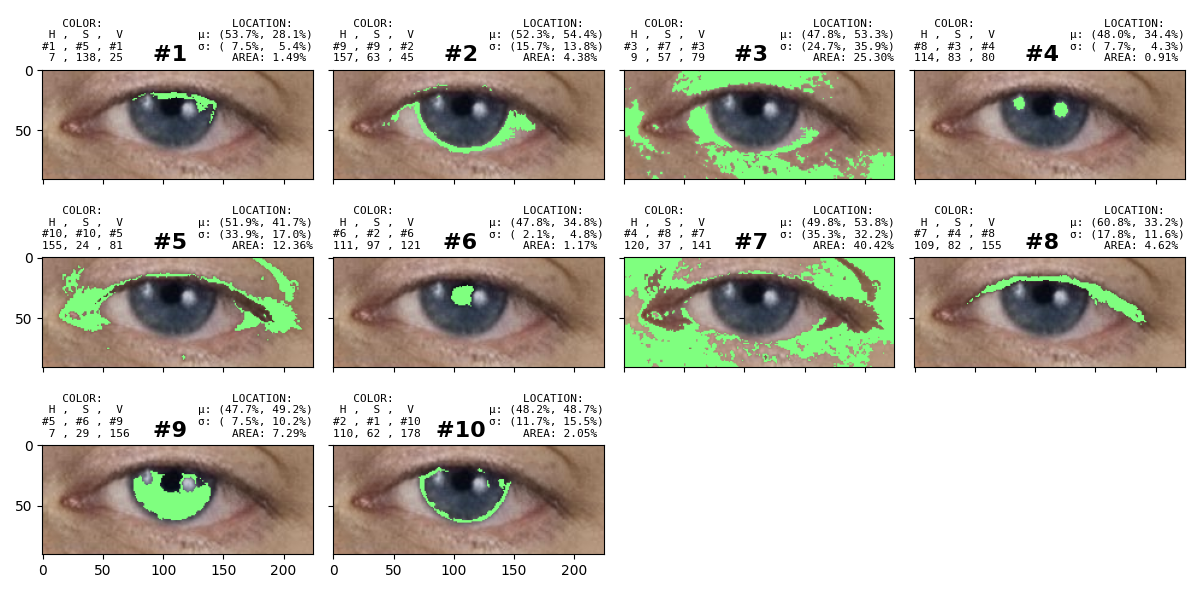 COLOR: LOCATION:
H , S , V μ: (53.7%, 28.1%)
#1 , #5 , #1 #1 σ: ( 7.5%, 5.4%)
7 , 138, 25 AREA: 1.49%
COLOR: LOCATION:
H , S , V μ: (52.3%, 54.4%)
#9 , #9 , #2 #2 σ: (15.7%, 13.8%)
157, 63 , 45 AREA: 4.38%
COLOR: LOCATION:
H , S , V μ: (47.8%, 53.3%)
#3 , #7 , #3 #3 σ: (24.7%, 35.9%)
9 , 57 , 79 AREA: 25.30%
COLOR: LOCATION:
H , S , V μ: (48.0%, 34.4%)
#8 , #3 , #4 #4 σ: ( 7.7%, 4.3%)
114, 83 , 80 AREA: 0.91%
0
50
COLOR: LOCATION:
H , S , V μ: (51.9%, 41.7%)
#10, #10, #5 #5 σ: (33.9%, 17.0%)
155, 24 , 81 AREA: 12.36%
COLOR: LOCATION:
H , S , V μ: (47.8%, 34.8%)
#6 , #2 , #6 #6 σ: ( 2.1%, 4.8%)
111, 97 , 121 AREA: 1.17%
COLOR: LOCATION:
H , S , V μ: (49.8%, 53.8%)
#4 , #8 , #7 #7 σ: (35.3%, 32.2%)
120, 37 , 141 AREA: 40.42%
COLOR: LOCATION:
H , S , V μ: (60.8%, 33.2%)
#7 , #4 , #8 #8 σ: (17.8%, 11.6%)
109, 82 , 155 AREA: 4.62%
0
50
COLOR: LOCATION:
H , S , V μ: (47.7%, 49.2%)
#5 , #6 , #9 #9 σ: ( 7.5%, 10.2%)
7 , 29 , 156 AREA: 7.29%
COLOR: LOCATION:
H , S , V μ: (48.2%, 48.7%)
#2 , #1 , #10 #10 σ: (11.7%, 15.5%)
110, 62 , 178 AREA: 2.05%
0
50
0 50 100 150 200
0 50 100 150 200